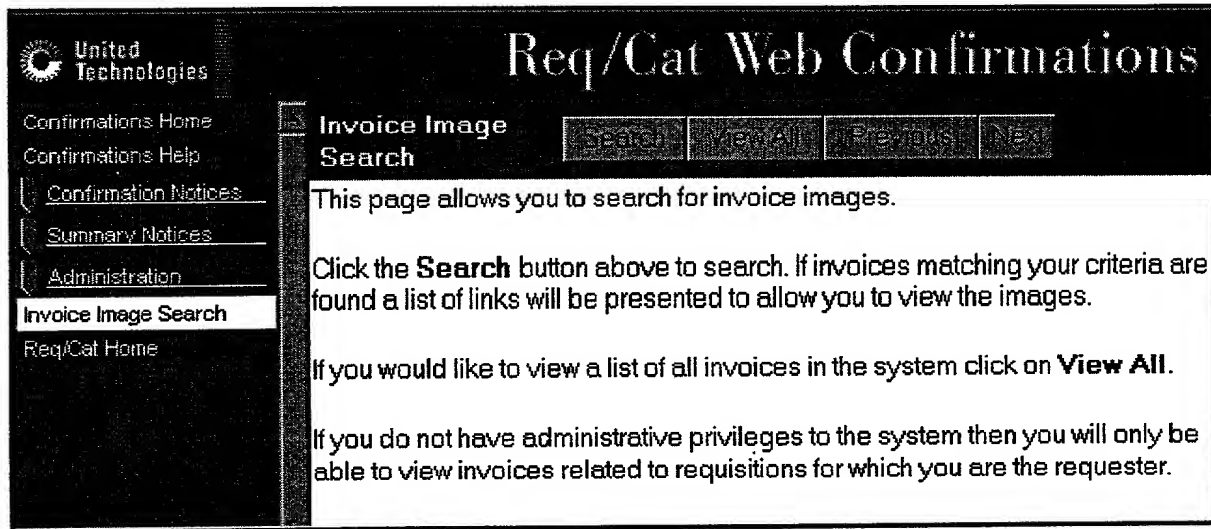 United
Technologies
Req/Cat Web Confirmations
Confirmations Home
Confirmations Help
Confirmation Notices
Summary Notices
Administration
Invoice Image Search
Req/Cat Home
Invoice Image
Search
Search View All Previous Next
This page allows you to search for invoice images.
Click the Search button above to search. If invoices matching your criteria are
found a list of links will be presented to allow you to view the images.
If you would like to view a list of all invoices in the system click on View All.
If you do not have administrative privileges to the system then you will only be
able to view invoices related to requisitions for which you are the requester.